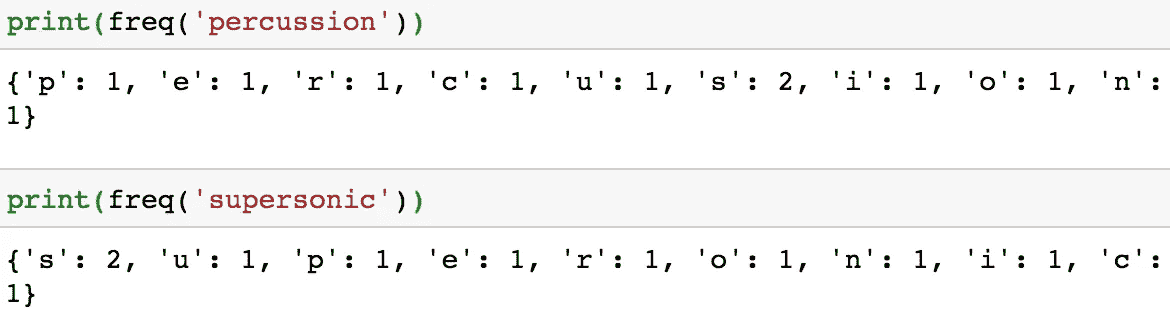 print(freq('percussion'))
{'p': 1, 'e': 1, 'r': 1, 'c': 1, 'u': 1, 's': 2, 'i': 1, 'o': 1, 'n':
1}
print(freq('supersonic'))
{'s': 2, 'u': 1, 'p': 1, 'e': 1, 'r': 1, 'o': 1, 'n': 1, 'i': 1, 'c':
1}